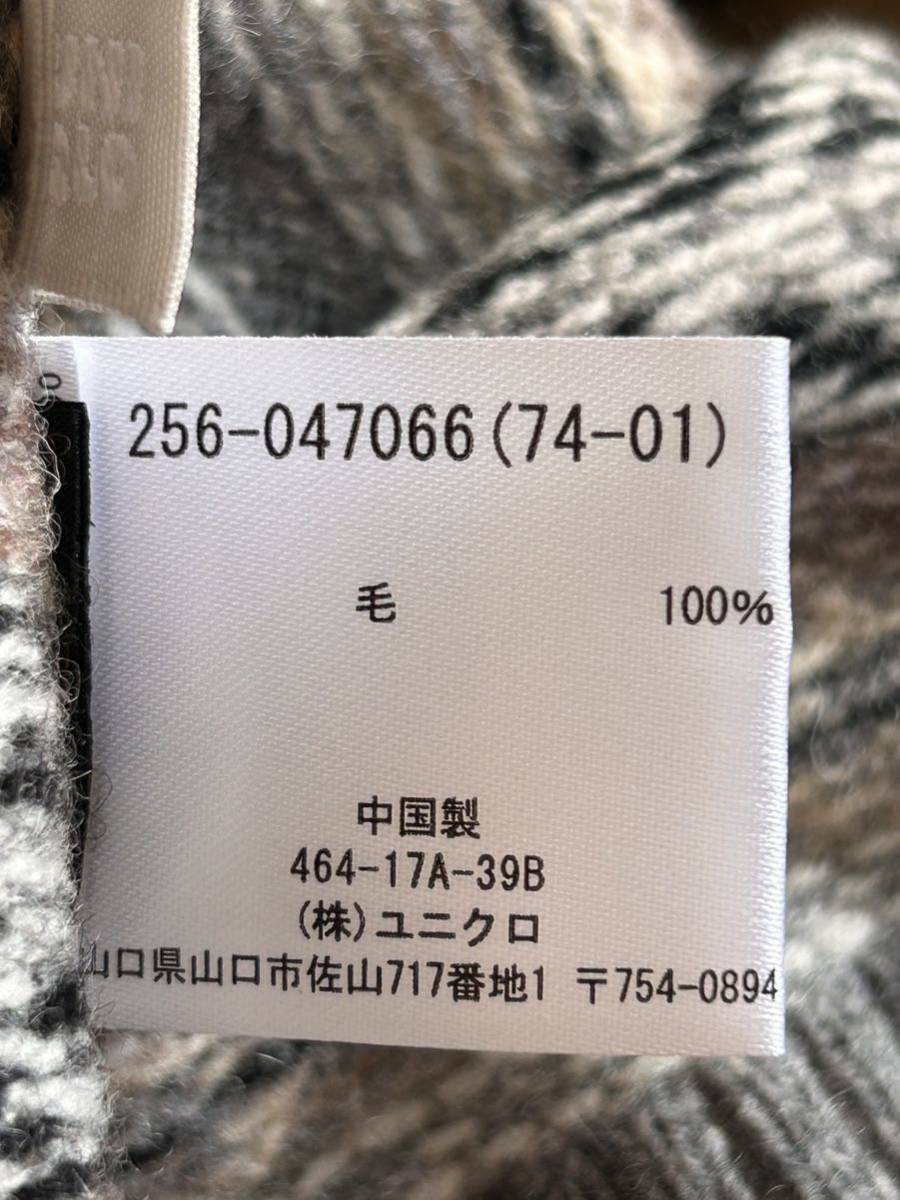 256-047066(74-01)
毛 100%
中国製
464-17A-39B
(株)ユニクロ
山口県山口市佐山717番地1 〒754-0894